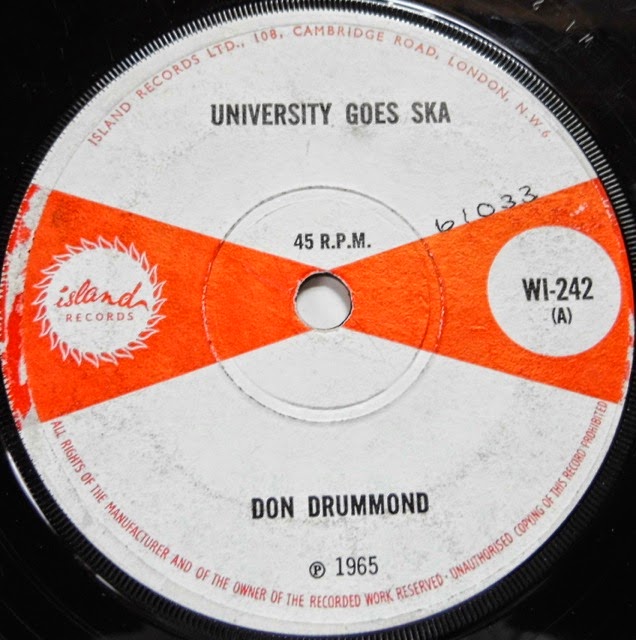 ISLAND RECORDS LTD., 108, CAMBRIDGE ROAD, LONDON, N.W.6
UNIVERSITY GOES SKA
61033
45 R.P.M.
island
RECORDS
WI-242
(A)
DON DRUMMOND
℗ 1965
ALL RIGHTS OF THE MANUFACTURER AND OF THE OWNER OF THE RECORDED WORK RESERVED · UNAUTHORISED COPYING OF THIS RECORD PROHIBITED